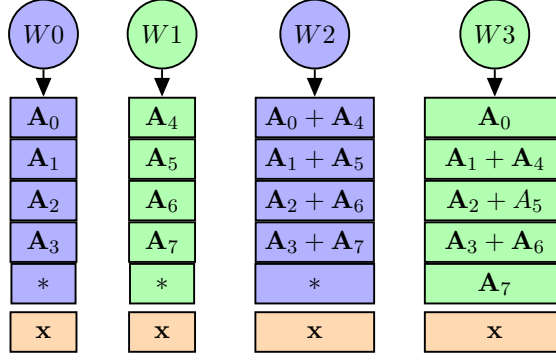 W0 W1 W2 W3
A₀ A₄ A₀ + A₄ A₀
A₁ A₅ A₁ + A₅ A₁ + A₄
A₂ A₆ A₂ + A₆ A₂ + A₅
A₃ A₇ A₃ + A₇ A₃ + A₆
* * * A₇
x x x x